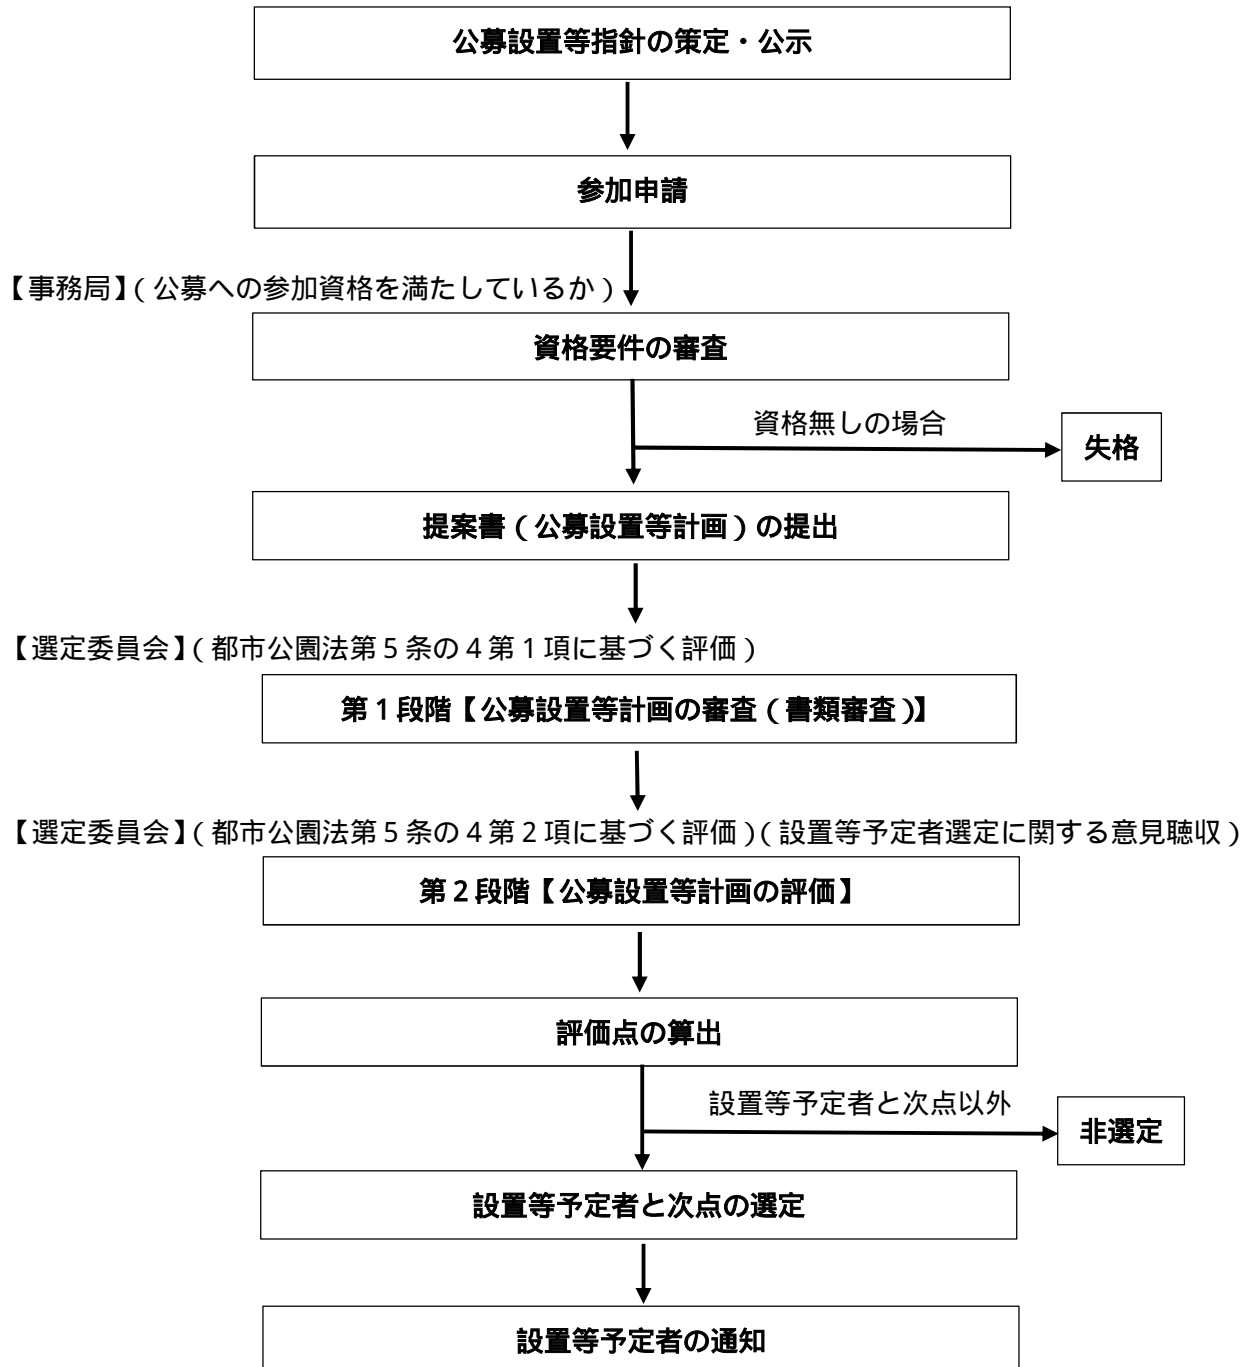 公募設置等指針の策定・公示
参加申請
【事務局】(公募への参加資格を満たしているか)
資格要件の審査
資格無しの場合
失格
提案書(公募設置等計画)の提出
【選定委員会】(都市公園法第5条の4第1項に基づく評価)
第1段階【公募設置等計画の審査(書類審査)】
【選定委員会】(都市公園法第5条の4第2項に基づく評価)(設置等予定者選定に関する意見聴収)
第2段階【公募設置等計画の評価】
評価点の算出
設置等予定者と次点以外
非選定
設置等予定者と次点の選定
設置等予定者の通知